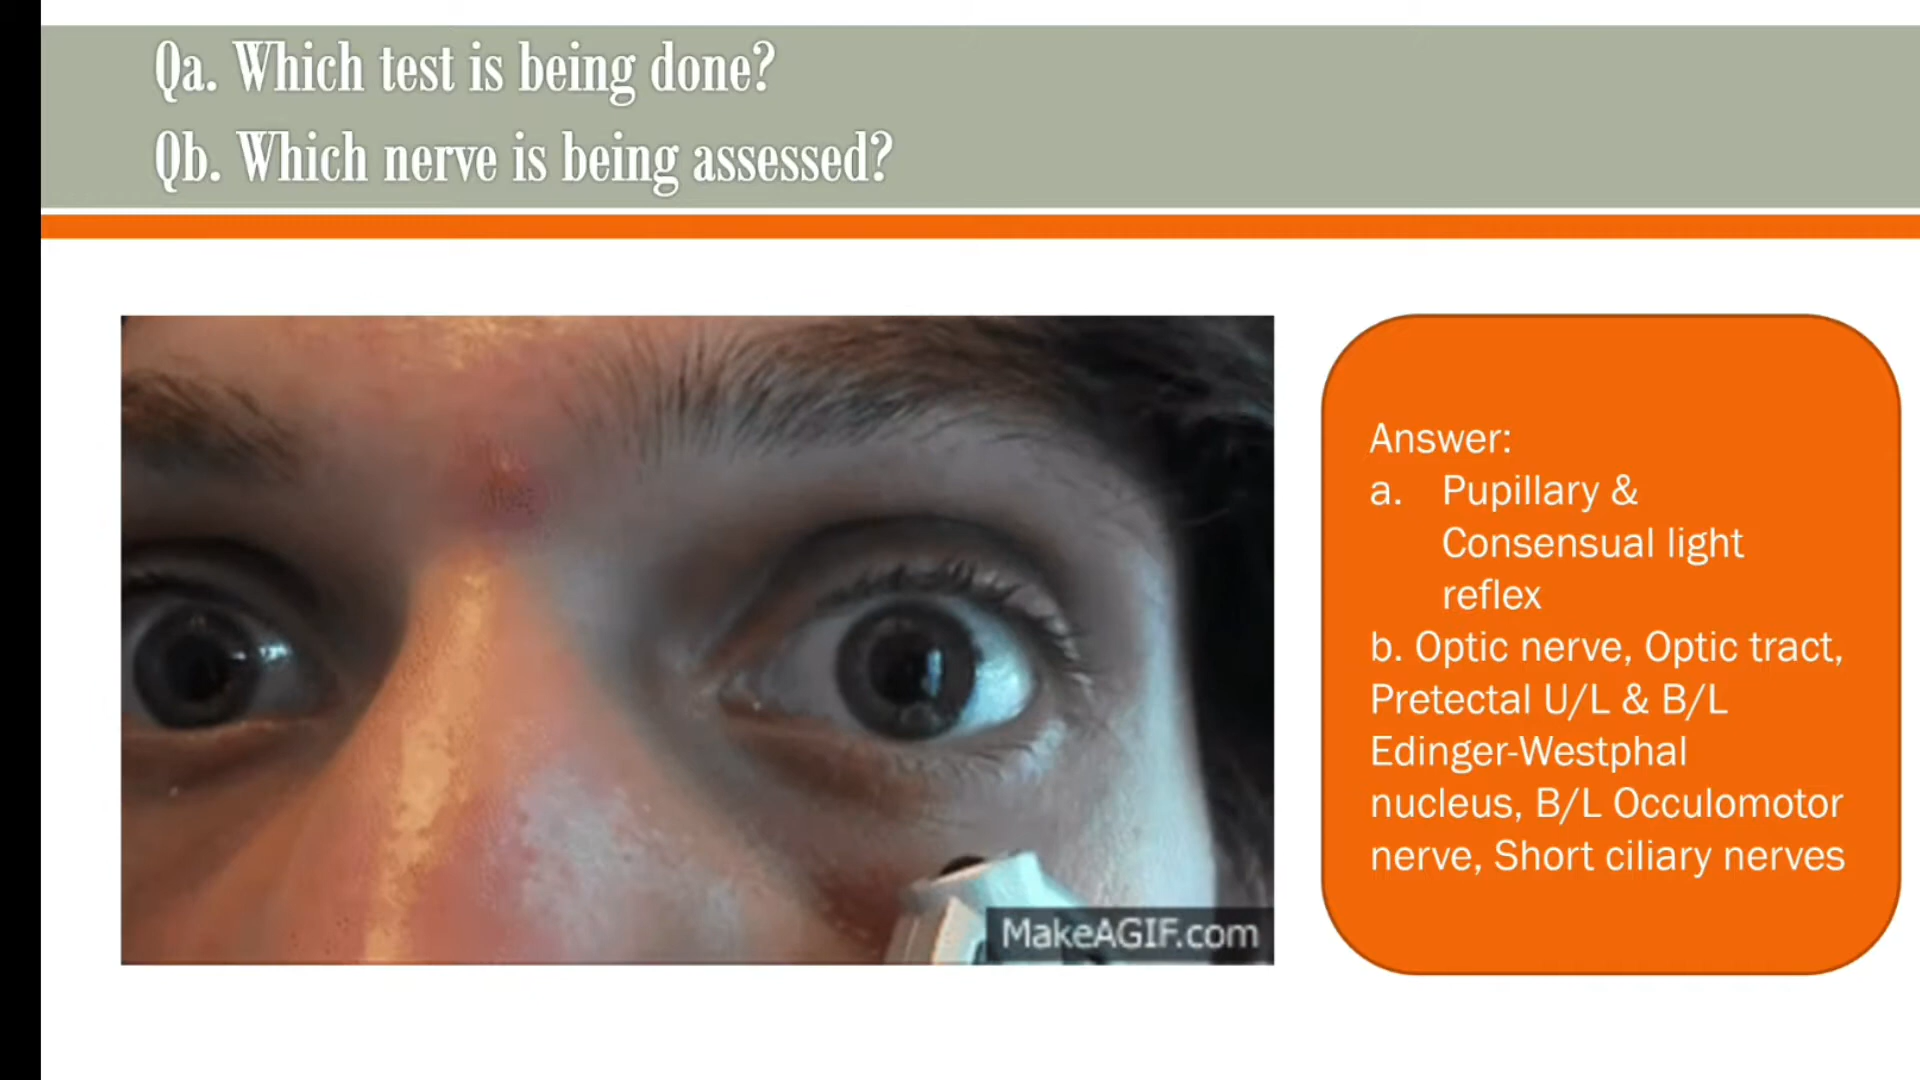 Qa. Which test is being done?
Qb. Which nerve is being assessed?
Answer:
a. Pupillary &
Consensual light
reflex
b. Optic nerve, Optic tract,
Pretectal U/L & B/L
Edinger-Westphal
nucleus, B/L Occulomotor
nerve, Short ciliary nerves
MakeAGIF.com